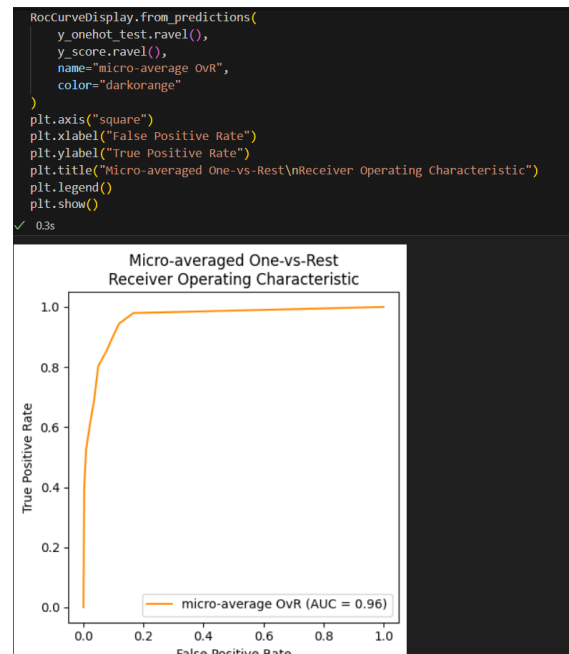 RocCurveDisplay.from_predictions(
    y_onehot_test.ravel(),
    y_score.ravel(),
    name="micro-average OvR",
    color="darkorange"
)
plt.axis("square")
plt.xlabel("False Positive Rate")
plt.ylabel("True Positive Rate")
plt.title("Micro-averaged One-vs-Rest\nReceiver Operating Characteristic")
plt.legend()
plt.show()
✓ 0.3s
Micro-averaged One-vs-Rest
Receiver Operating Characteristic
1.0
0.8
0.6
0.4
0.2
0.0
True Positive Rate
micro-average OvR (AUC = 0.96)
0.0 0.2 0.4 0.6 0.8 1.0
False Positive Rate